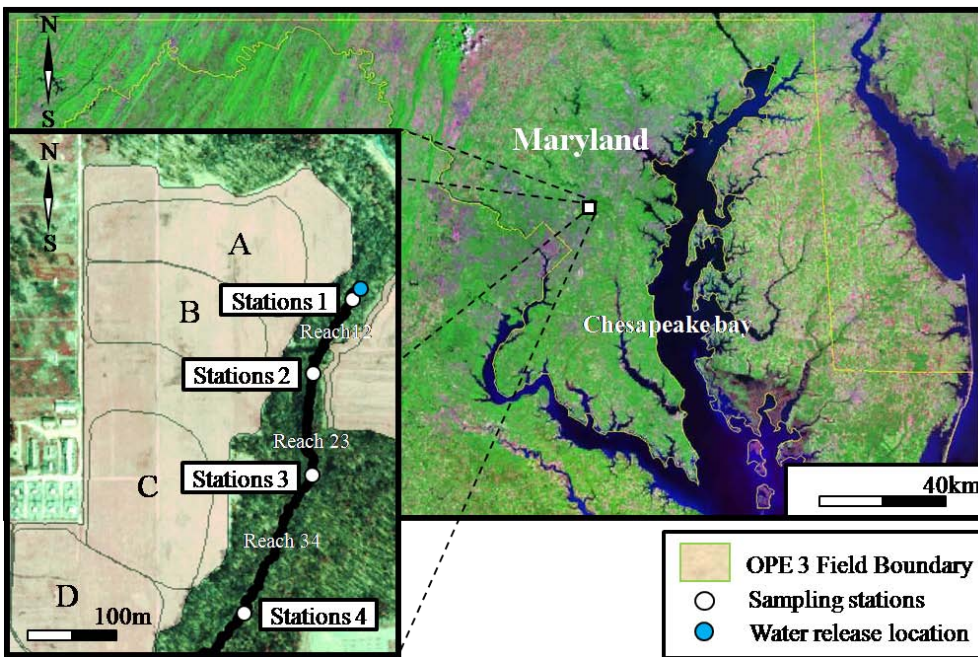 N
S
Maryland
Chesapeake bay
40km
N
S
A
B
Stations 1
Reach12
Stations 2
Reach 23
Stations 3
C
Reach 34
D
Stations 4
100m
OPE 3 Field Boundary
Sampling stations
Water release location